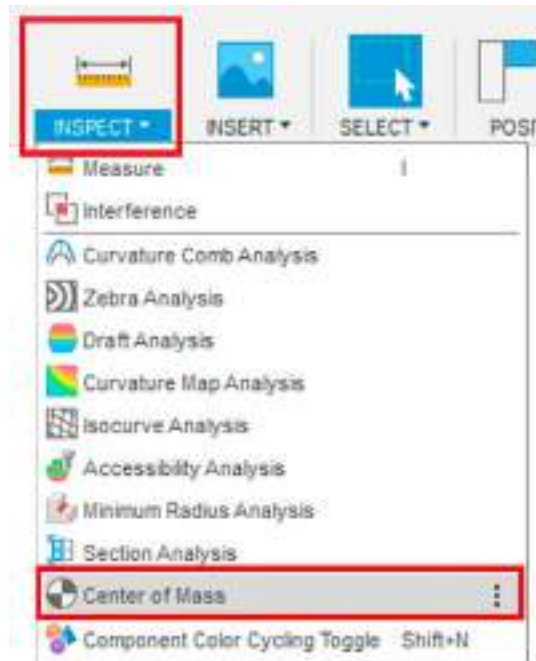 INSPECT INSERT SELECT POSI
Measure I
Interference
Curvature Comb Analysis
Zebra Analysis
Draft Analysis
Curvature Map Analysis
Isocurve Analysis
Accessibility Analysis
Minimum Radius Analysis
Section Analysis
Center of Mass
Component Color Cycling Toggle Shift+N